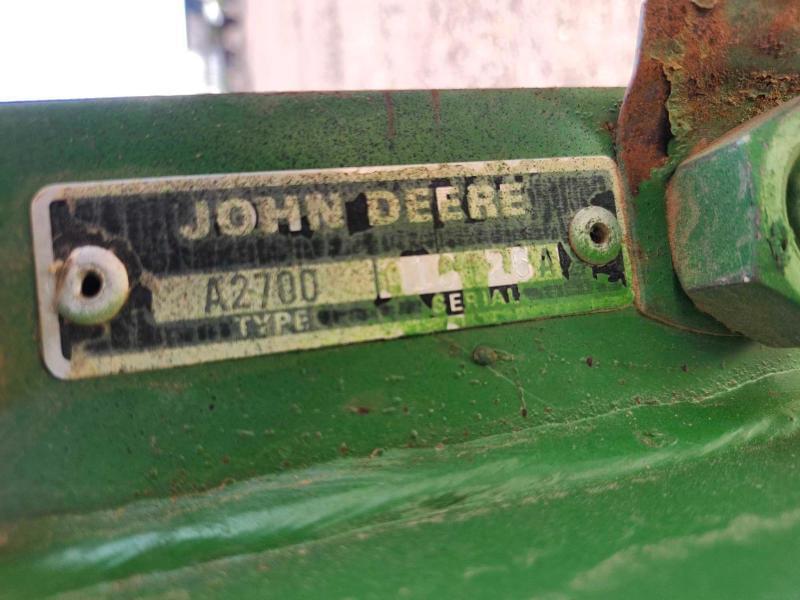 JOHN DEERE
A2700
TYPE SERIAL